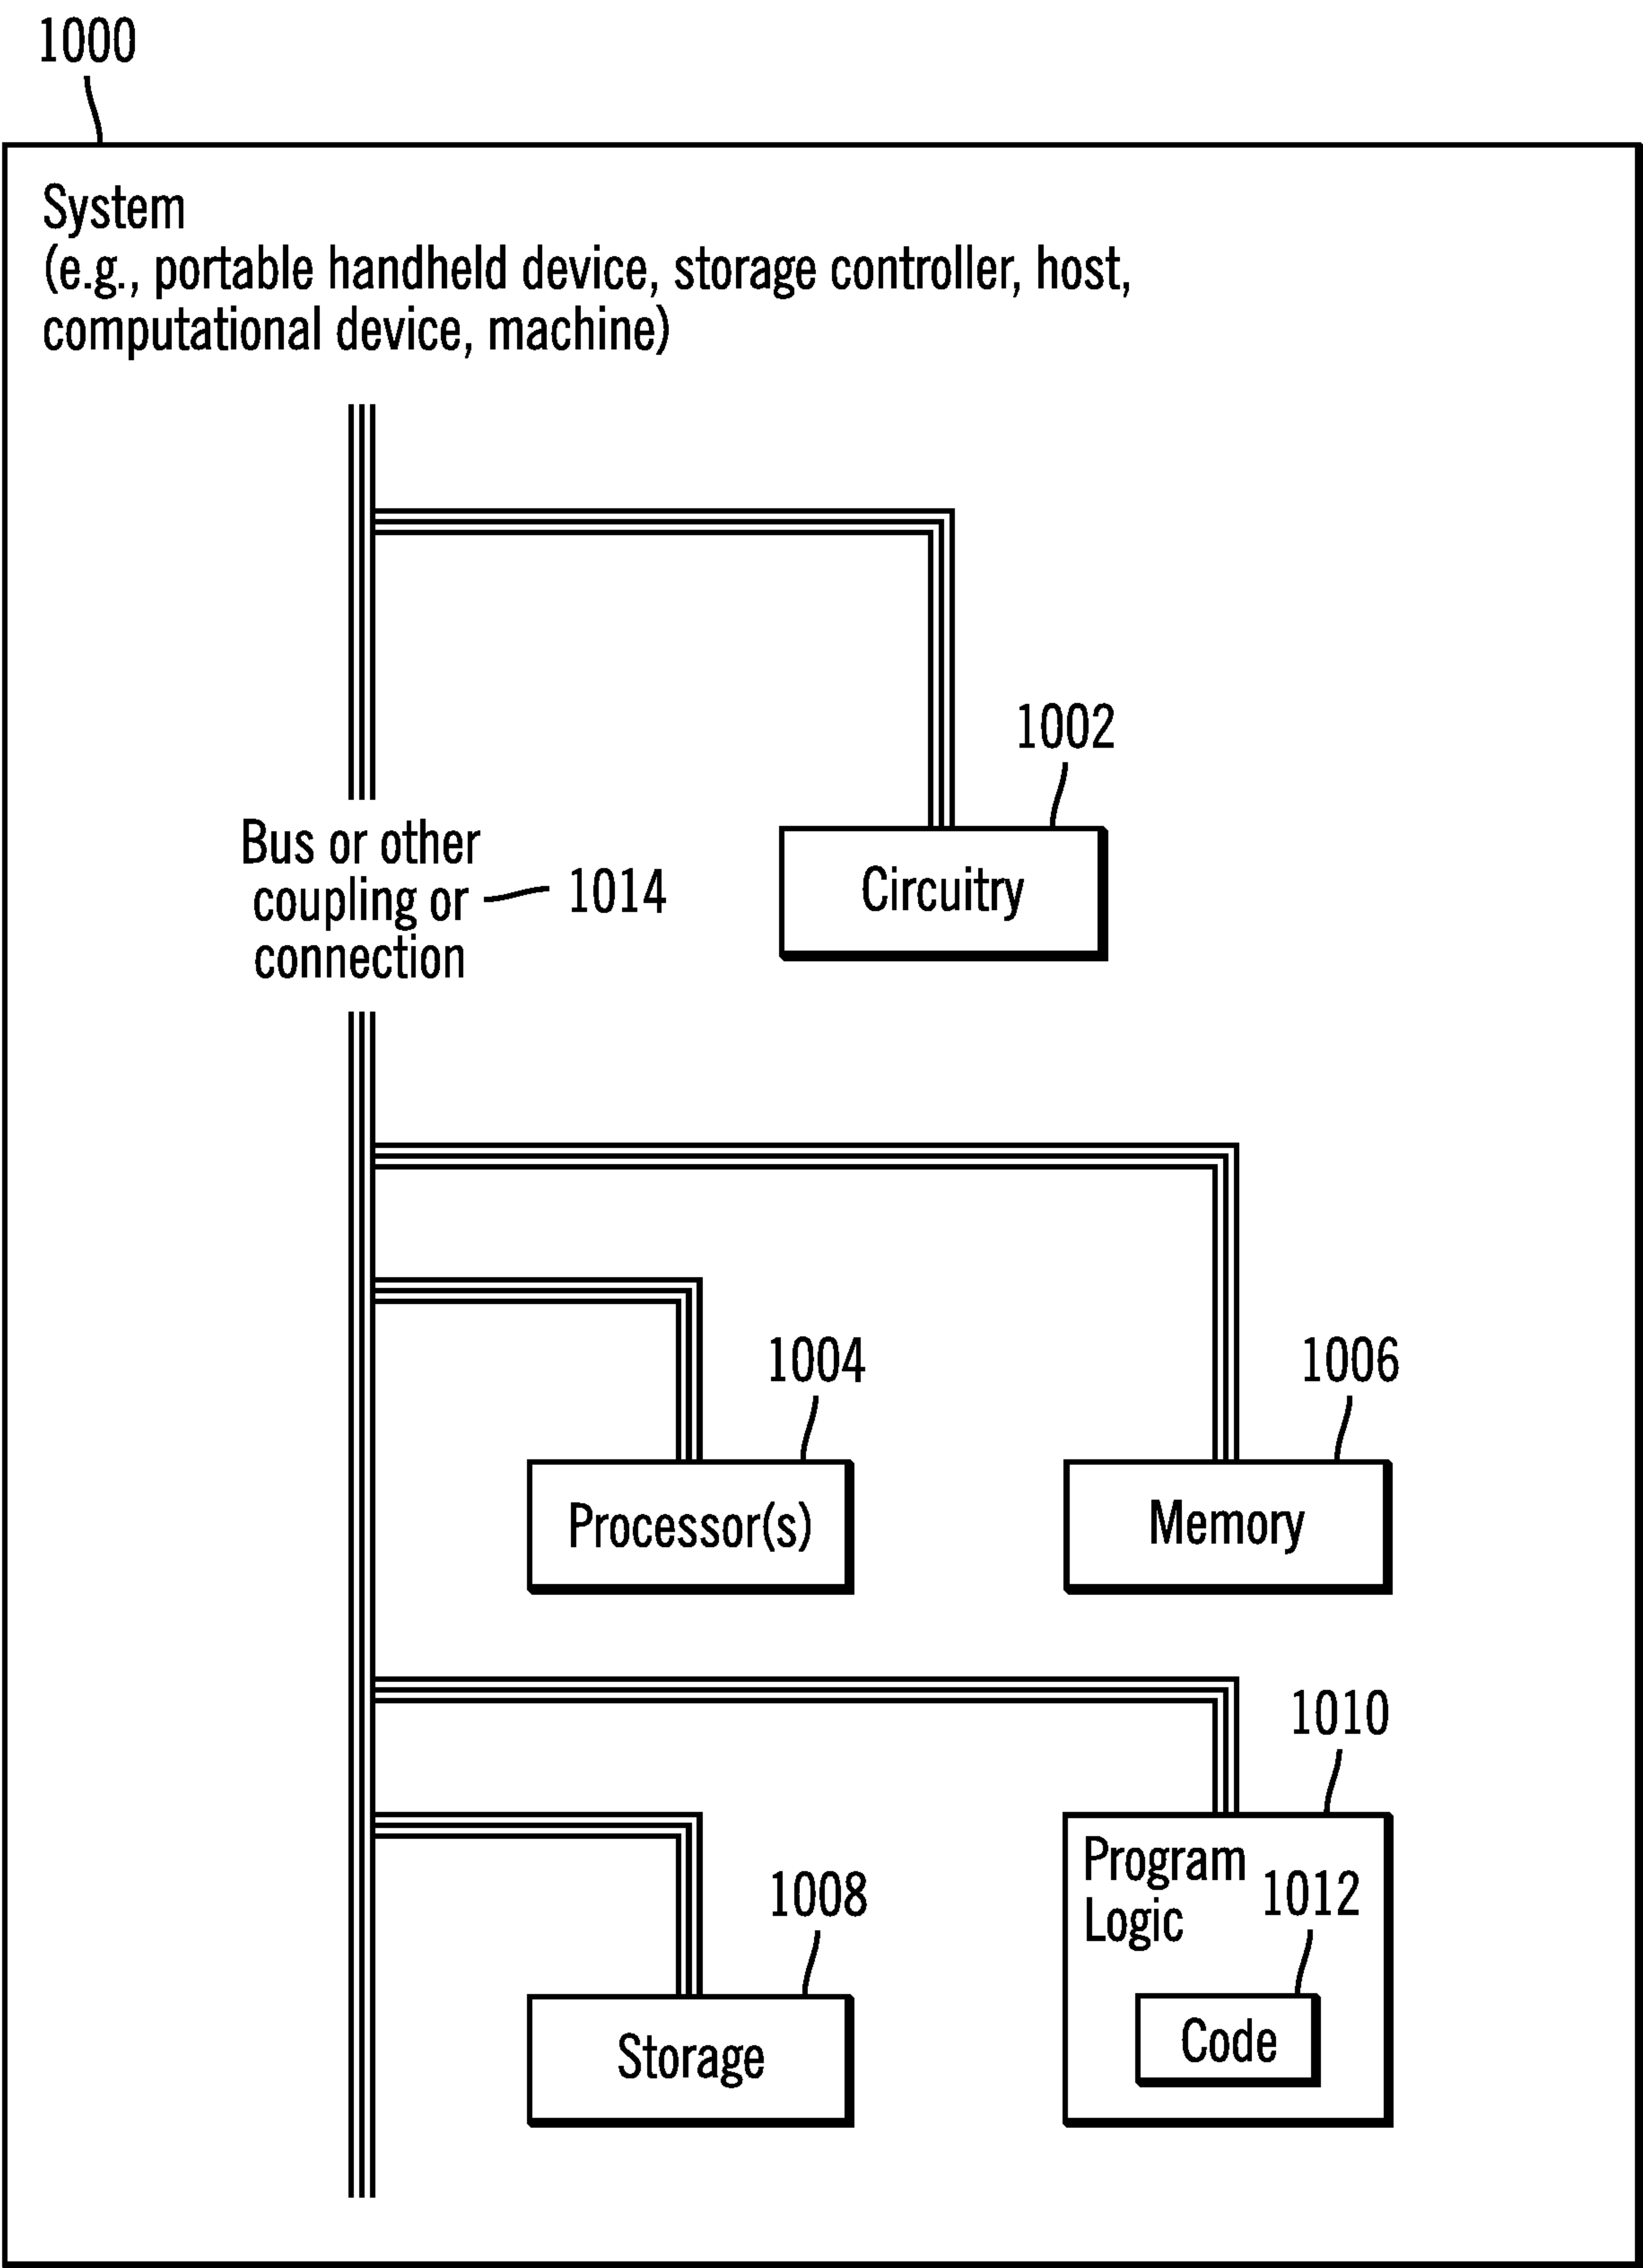 1000
System
(e.g., portable handheld device, storage controller, host,
computational device, machine)
1002
Circuitry
Bus or other
coupling or
connection
1014
1004
Processor(s)
1006
Memory
1008
Storage
1010
Program
Logic
1012
Code